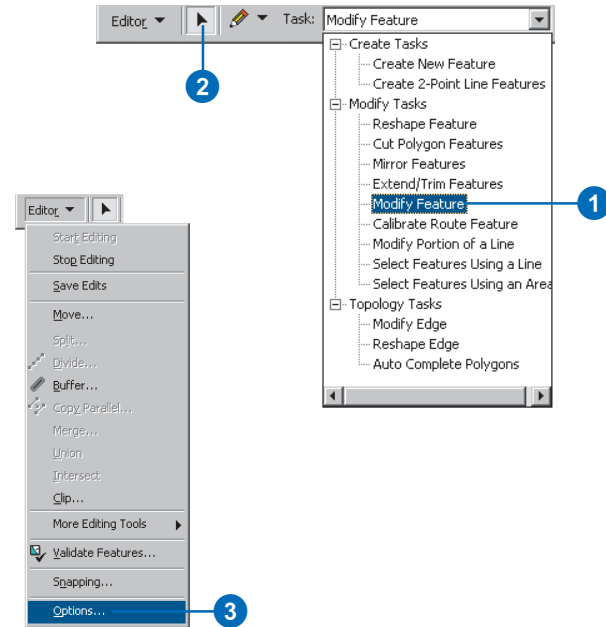 Editor Task: Modify Feature
2
Create Tasks
Create New Feature
Create 2-Point Line Features
Modify Tasks
Reshape Feature
Cut Polygon Features
Mirror Features
Extend/Trim Features
Modify Feature 1
Calibrate Route Feature
Modify Portion of a Line
Select Features Using a Line
Select Features Using an Area
Topology Tasks
Modify Edge
Reshape Edge
Auto Complete Polygons
Editor
Start Editing
Stop Editing
Save Edits
Move...
Split...
Divide...
Buffer...
Copy Parallel...
Merge...
Union
Intersect
Clip...
More Editing Tools
Validate Features...
Snapping...
Options... 3